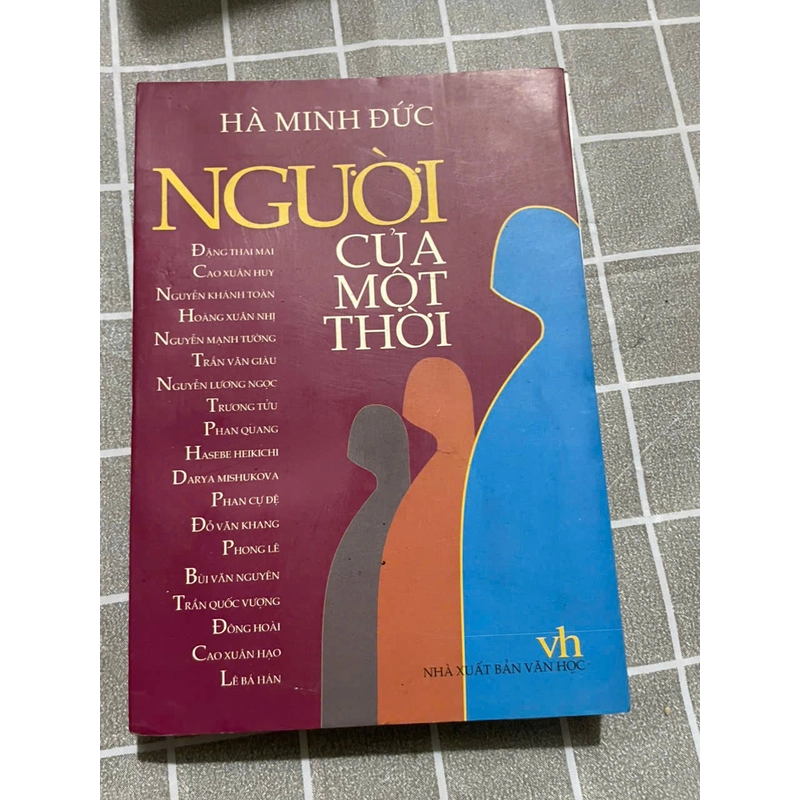 HÀ MINH ĐỨC
NGƯỜI
CỦA
MỘT
THỜI
ĐẶNG THAI MAI
CAO XUÂN HUY
NGUYỄN KHÁNH TOÀN
HOÀNG XUÂN NHỊ
NGUYỄN MẠNH TƯỜNG
TRẦN VĂN GIÀU
NGUYỄN LƯƠNG NGỌC
TRƯƠNG TỬU
PHAN QUANG
HASEBE HEIKICHI
DARYA MISHUKOVA
PHAN CỰ ĐỆ
ĐỖ VĂN KHANG
PHONG LÊ
BÙI VĂN NGUYÊN
TRẦN QUỐC VƯỢNG
ĐÔNG HOÀI
CAO XUÂN HẠO
LÊ BÁ HÁN
vh
NHÀ XUẤT BẢN VĂN HỌC